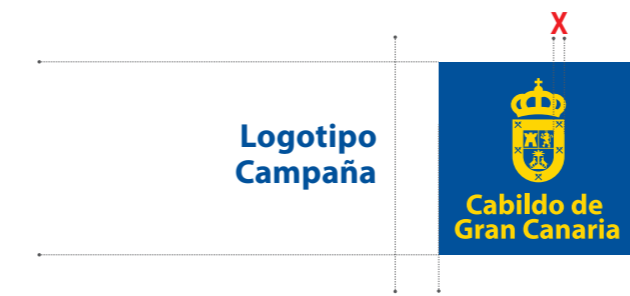 X
Logotipo
Campaña
Cabildo de
Gran Canaria